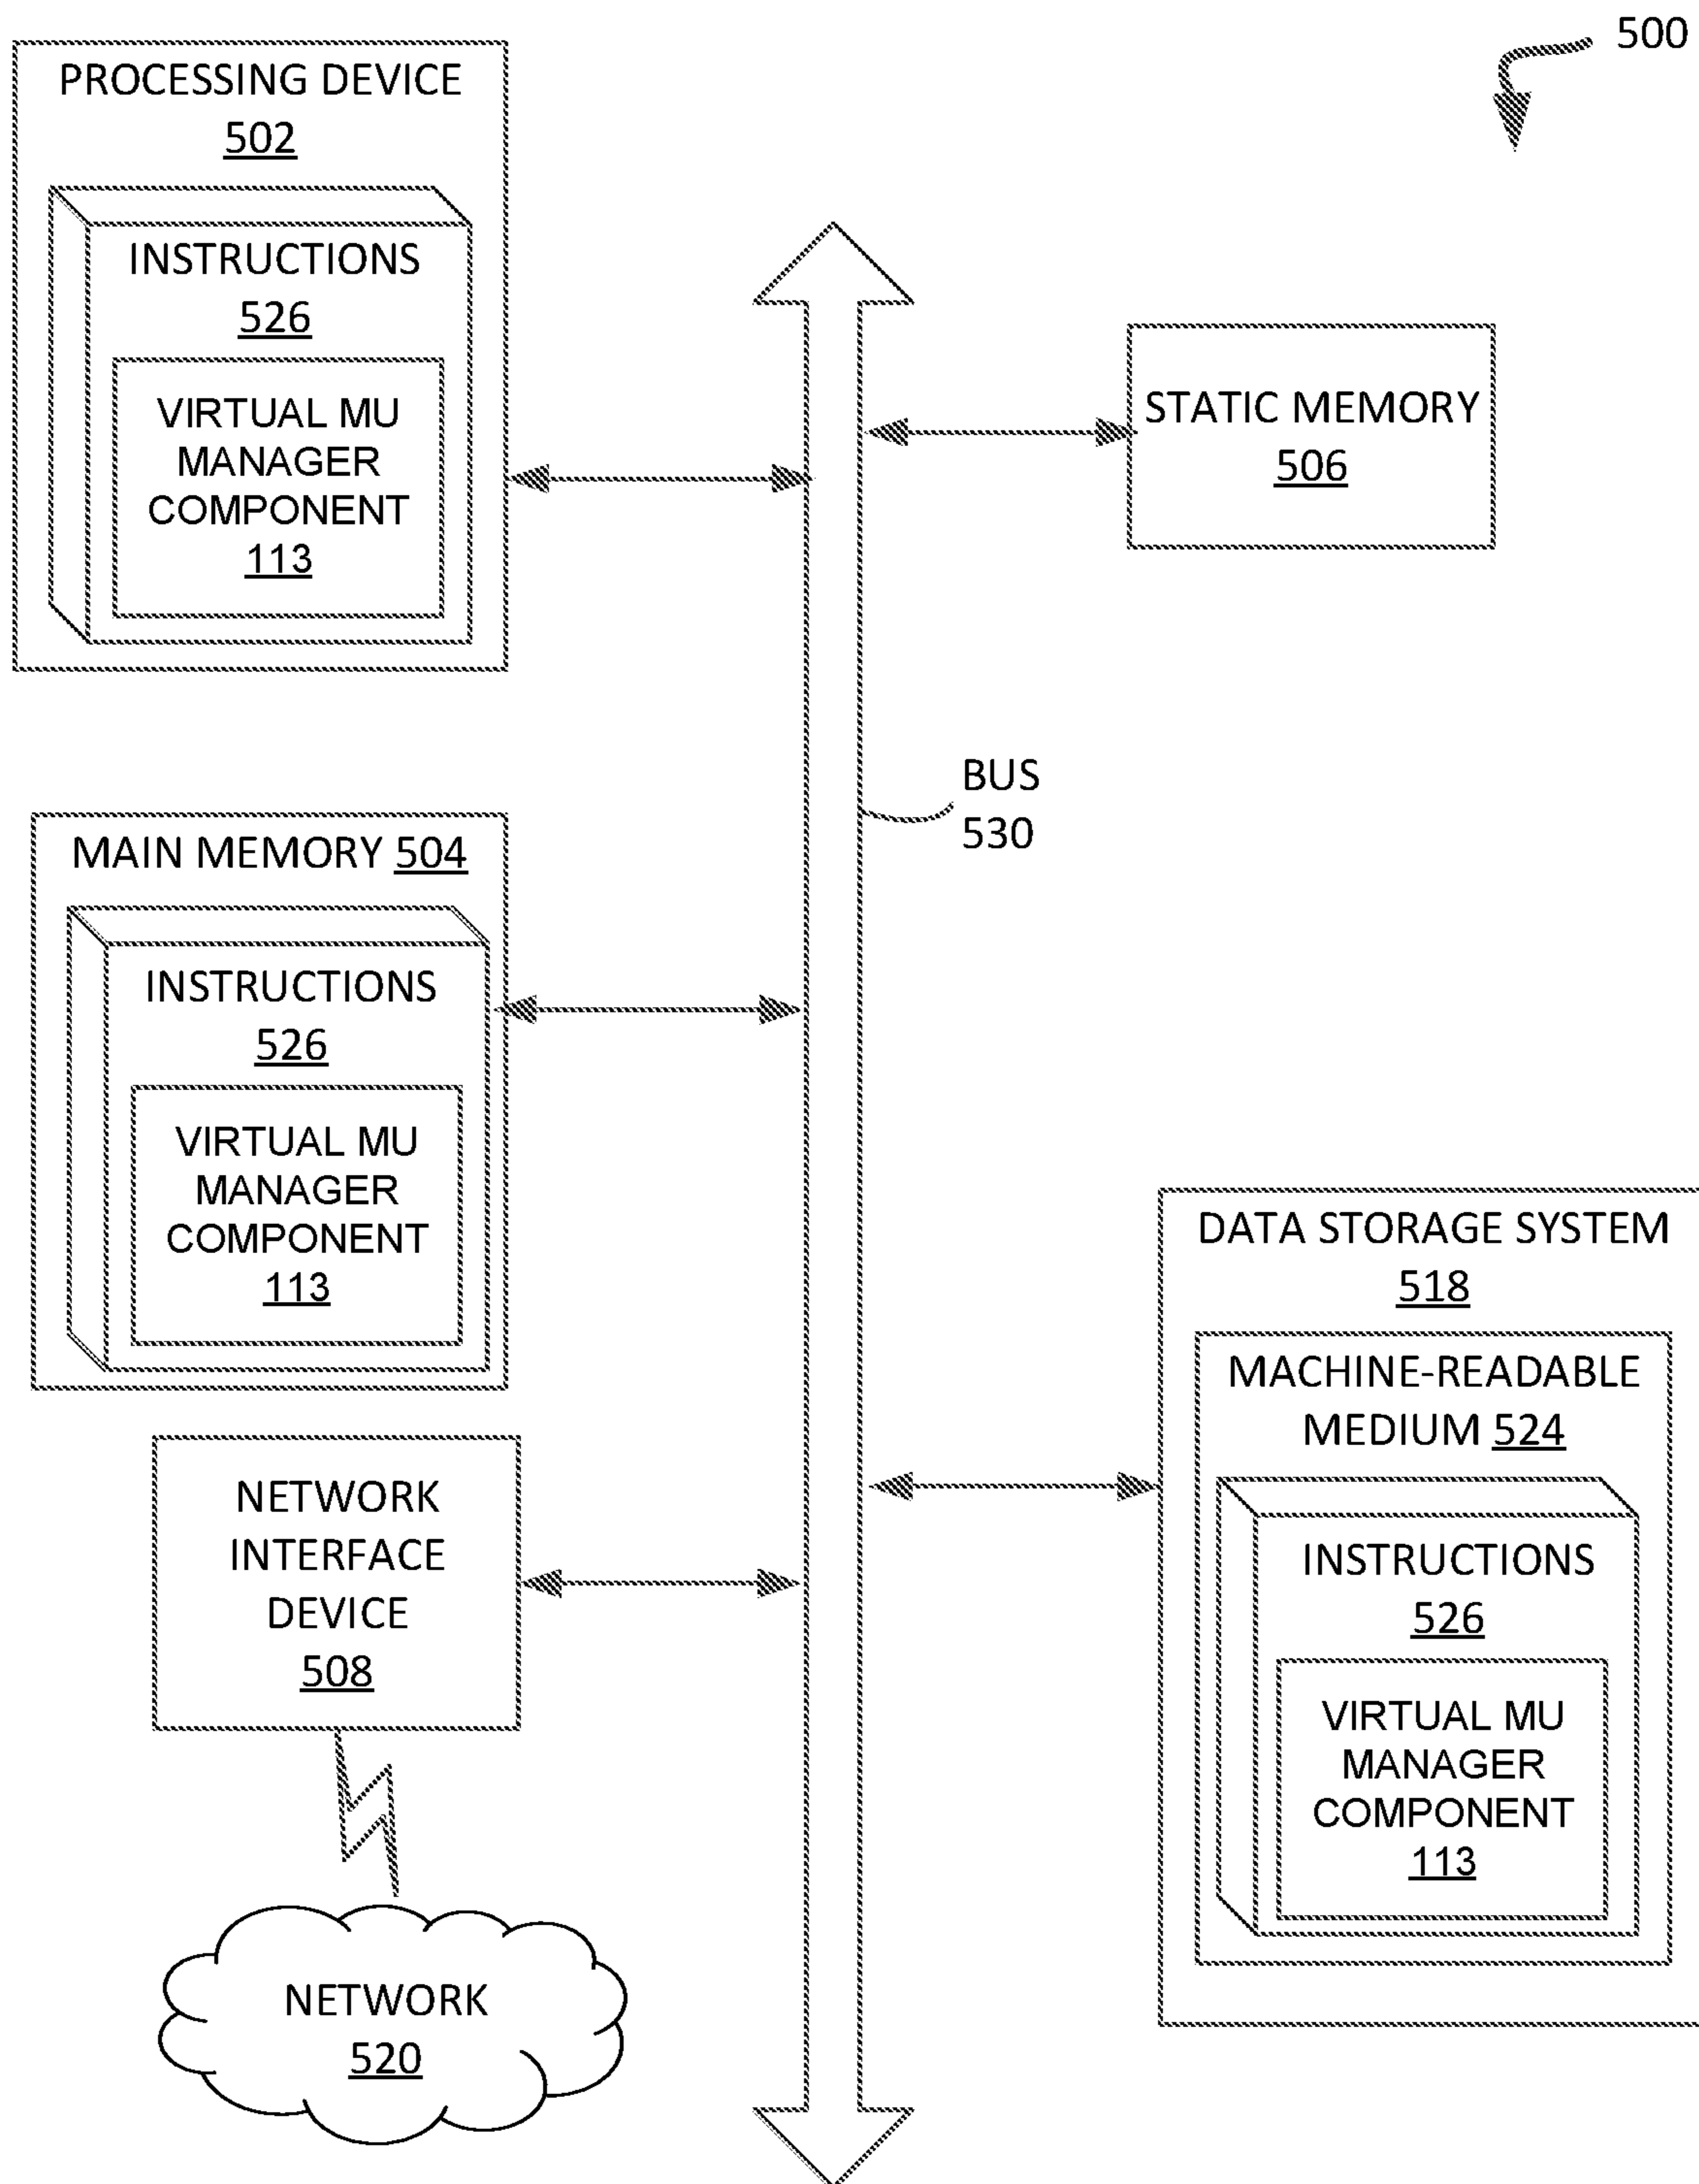 500
PROCESSING DEVICE
502
INSTRUCTIONS
526
VIRTUAL MU
MANAGER
COMPONENT
113
STATIC MEMORY
506
BUS
530
MAIN MEMORY 504
INSTRUCTIONS
526
VIRTUAL MU
MANAGER
COMPONENT
113
DATA STORAGE SYSTEM
518
MACHINE-READABLE
MEDIUM 524
INSTRUCTIONS
526
VIRTUAL MU
MANAGER
COMPONENT
113
NETWORK
INTERFACE
DEVICE
508
NETWORK
520